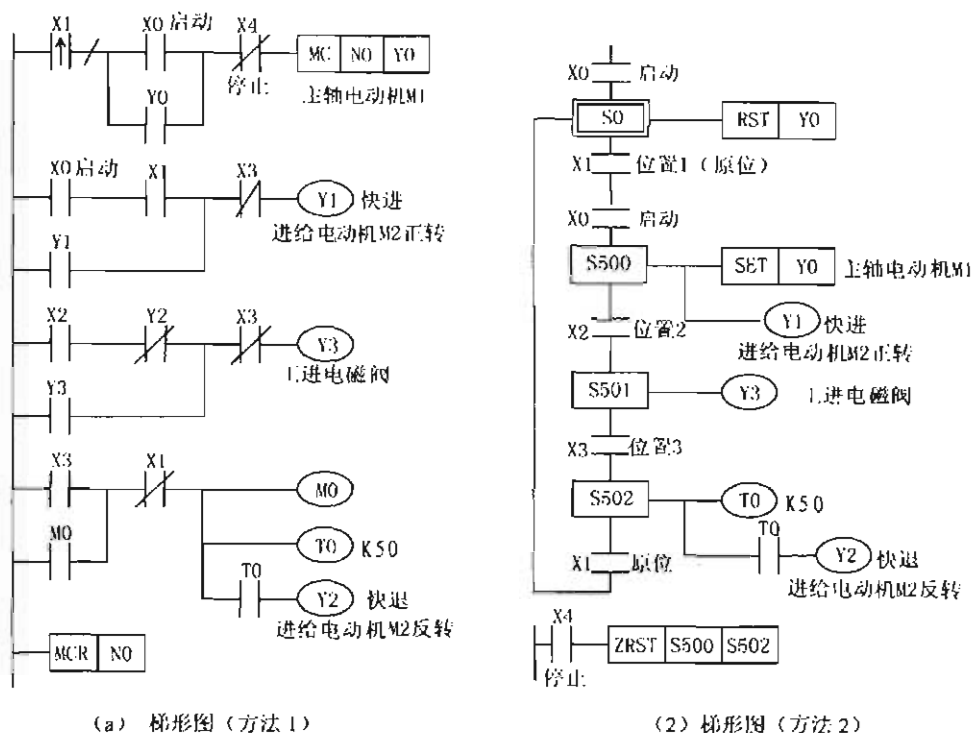 X1 X0 启动 X4
MC N0 Y0
停止
主轴电动机M1
Y0
X0 启动 X1 X3
Y1 快进
进给电动机M2正转
Y1
X2 Y2 X3
Y3
工进电磁阀
Y3
X3 X1
M0
M0
T0 K50
T0
Y2 快退
进给电动机M2反转
MCR N0
(a) 梯形图（方法1）
X0 启动
S0 RST Y0
X1 位置1（原位）
X0 启动
S500 SET Y0 主轴电动机M1
Y1 快进
X2 位置2
进给电动机M2正转
S501 Y3 工进电磁阀
X3 位置3
S502 T0 K50
T0
X1 原位 Y2 快退
进给电动机M2反转
X4
ZRST S500 S502
停止
(2) 梯形图（方法2）